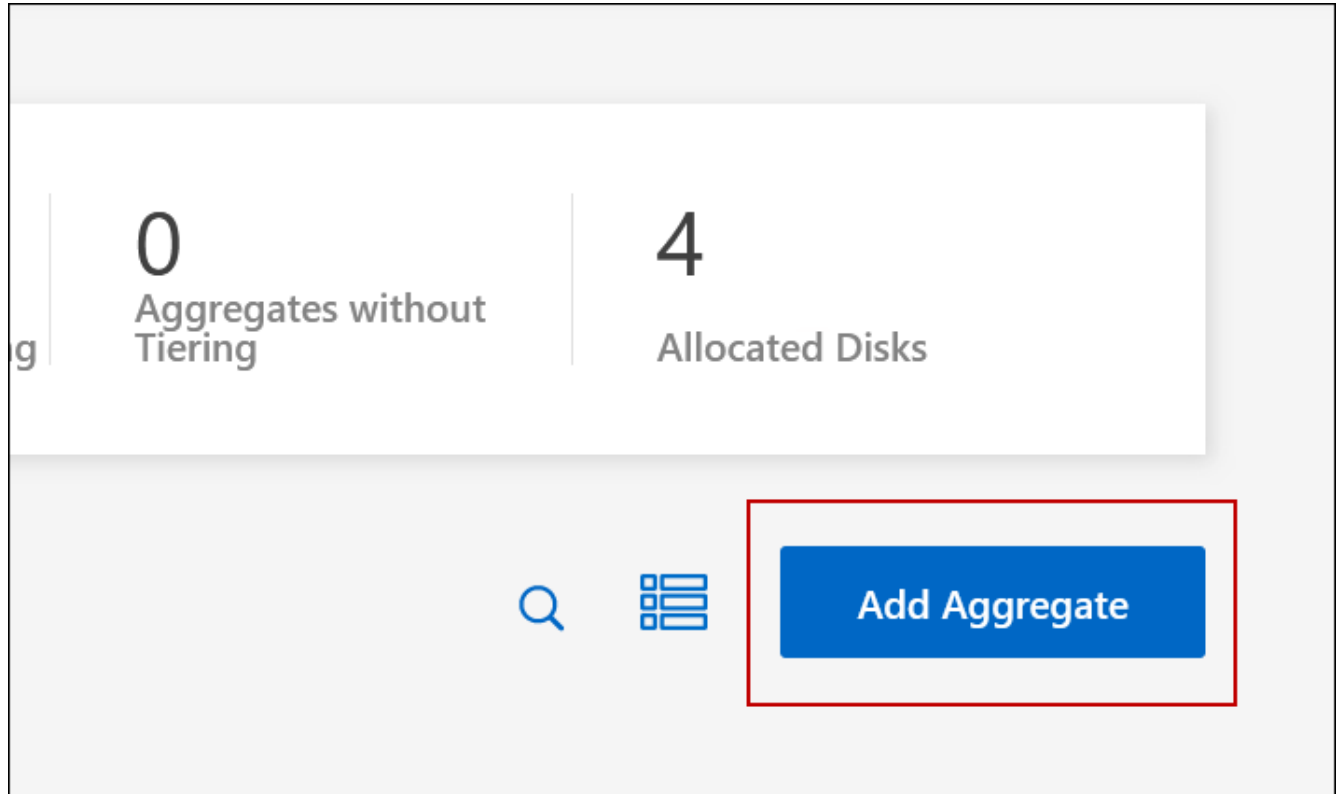 0
Aggregates without
Tiering
4
Allocated Disks
Add Aggregate